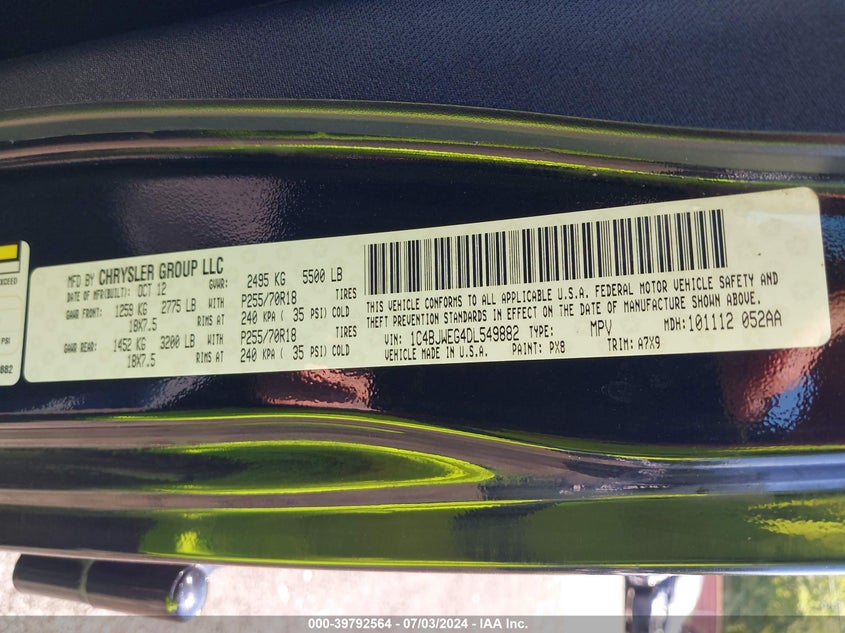 EXCEED
PSI
882
MFD BY CHRYSLER GROUP LLC
DATE OF MFR(BUILT): OCT 12 GVWR: 2495 KG 5500 LB
GAWR FRONT: 1259 KG 2775 LB WITH P255/70R18 TIRES
18X7.5 RIMS AT 240 KPA ( 35 PSI) COLD
GAWR REAR: 1452 KG 3200 LB WITH P255/70R18 TIRES
18X7.5 RIMS AT 240 KPA ( 35 PSI) COLD
THIS VEHICLE CONFORMS TO ALL APPLICABLE U.S.A. FEDERAL MOTOR VEHICLE SAFETY AND
THEFT PREVENTION STANDARDS IN EFFECT ON THE DATE OF MANUFACTURE SHOWN ABOVE.
VIN: 1C4BJWEG4DL549882 TYPE: MPV MDH: 101112 052AA
VEHICLE MADE IN U.S.A. PAINT: PX8 TRIM: A7X9
000-39792564 / 07/03/2024 - IAA Inc.